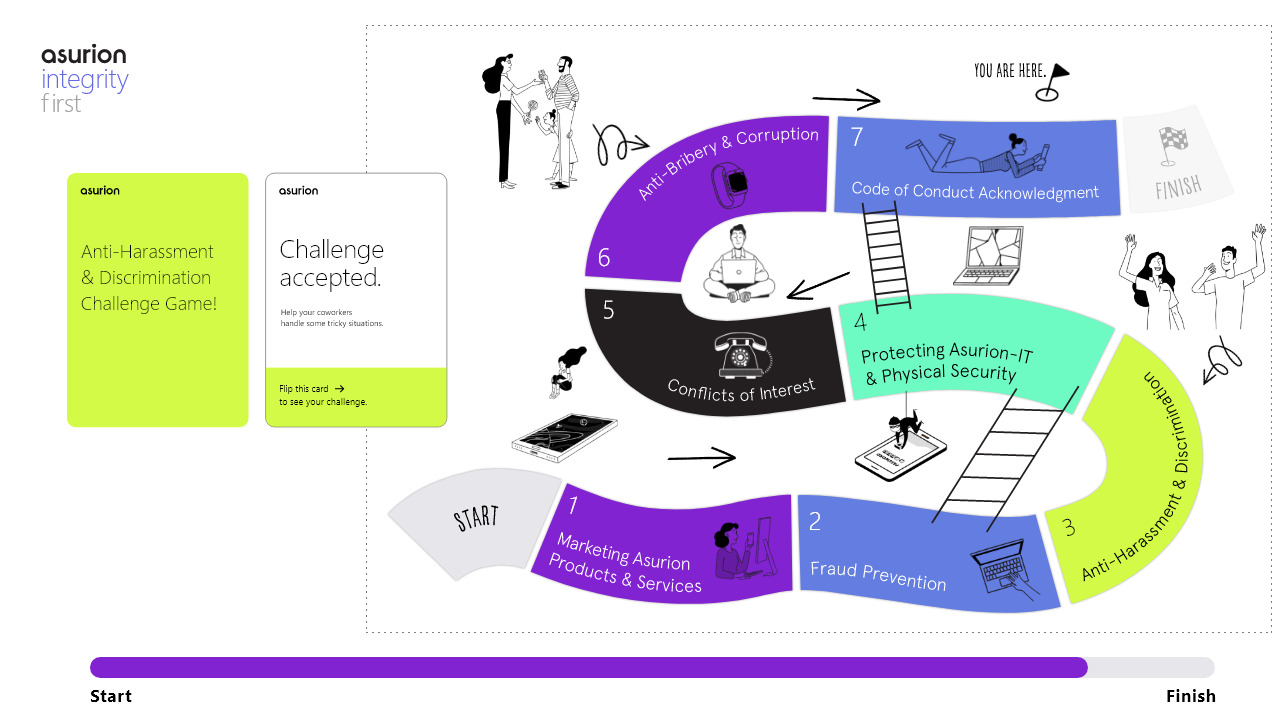 asurion
integrity
first
asurion
Anti-Harassment
& Discrimination
Challenge Game!
asurion
Challenge
accepted.
Help your coworkers
handle some tricky situations.
Flip this card →
to see your challenge.
YOU ARE HERE.
6
Anti-Bribery & Corruption
7
Code of Conduct Acknowledgment
FINISH
5
Conflicts of Interest
4
Protecting Asurion-IT
& Physical Security
3
Anti-Harassment & Discrimination
START
1
Marketing Asurion
Products & Services
2
Fraud Prevention
Start
Finish